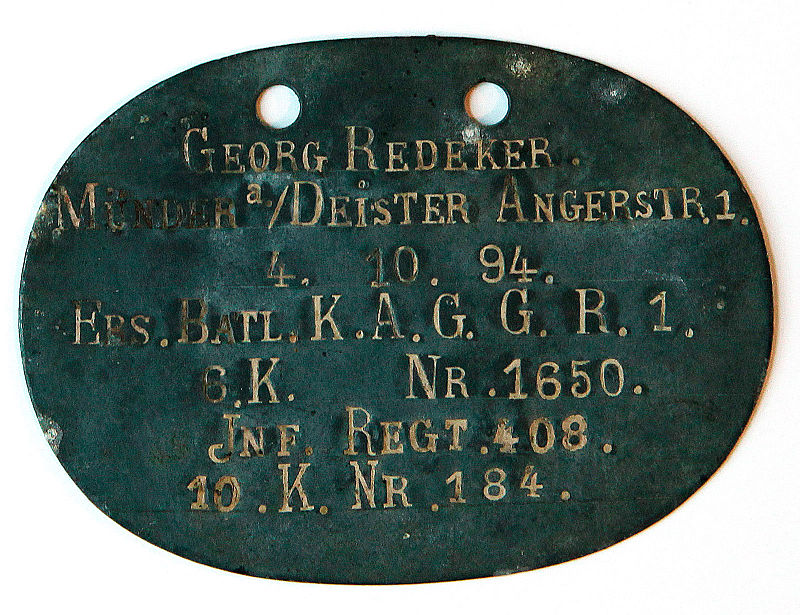 GEORG REDEKER.
MÜNDER a./DEISTER ANGERSTR.1.
4. 10. 94.
ERS. BATL. K. A. G. G. R. 1.
6. K. NR. 1650.
JNF. REGT. 408.
10. K. NR. 184.